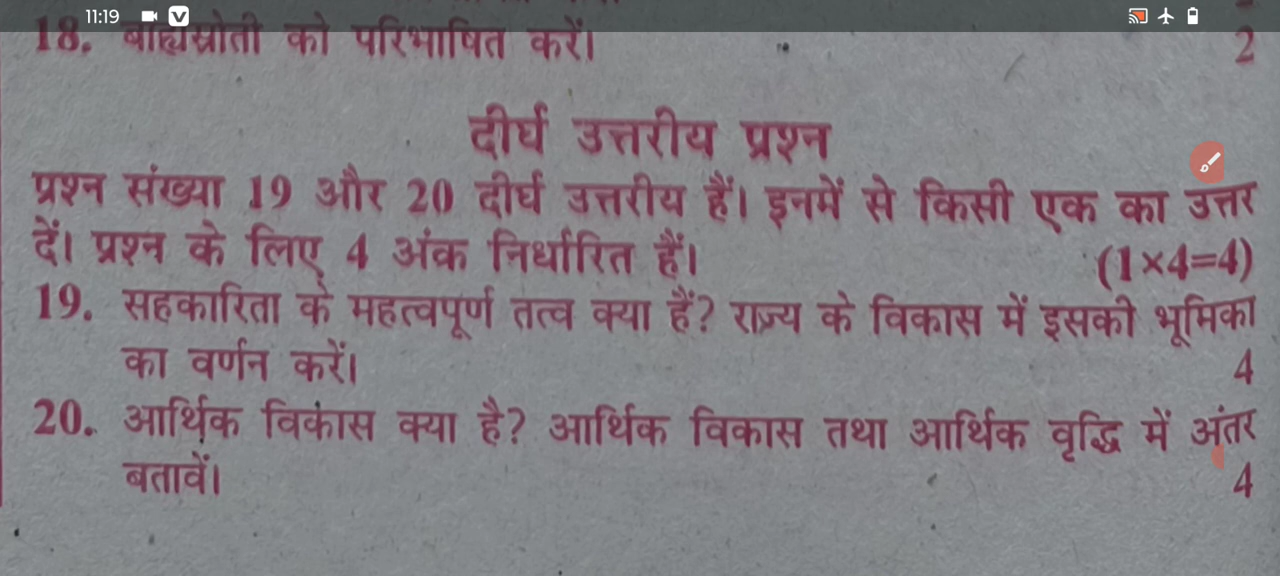 11:19
18. बाह्यस्रोती को परिभाषित करें। 2
दीर्घ उत्तरीय प्रश्न
प्रश्न संख्या 19 और 20 दीर्घ उत्तरीय हैं। इनमें से किसी एक का उत्तर
दें। प्रश्न के लिए 4 अंक निर्धारित हैं। (1×4=4)
19. सहकारिता के महत्वपूर्ण तत्व क्या हैं? राज्य के विकास में इसकी भूमिका
का वर्णन करें। 4
20. आर्थिक विकास क्या है? आर्थिक विकास तथा आर्थिक वृद्धि में अंतर
बतावें। 4